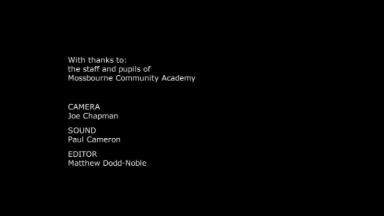 With thanks to:
the staff and pupils of
Mossbourne Community Academy
CAMERA
Joe Chapman
SOUND
Paul Cameron
EDITOR
Matthew Dodd-Noble